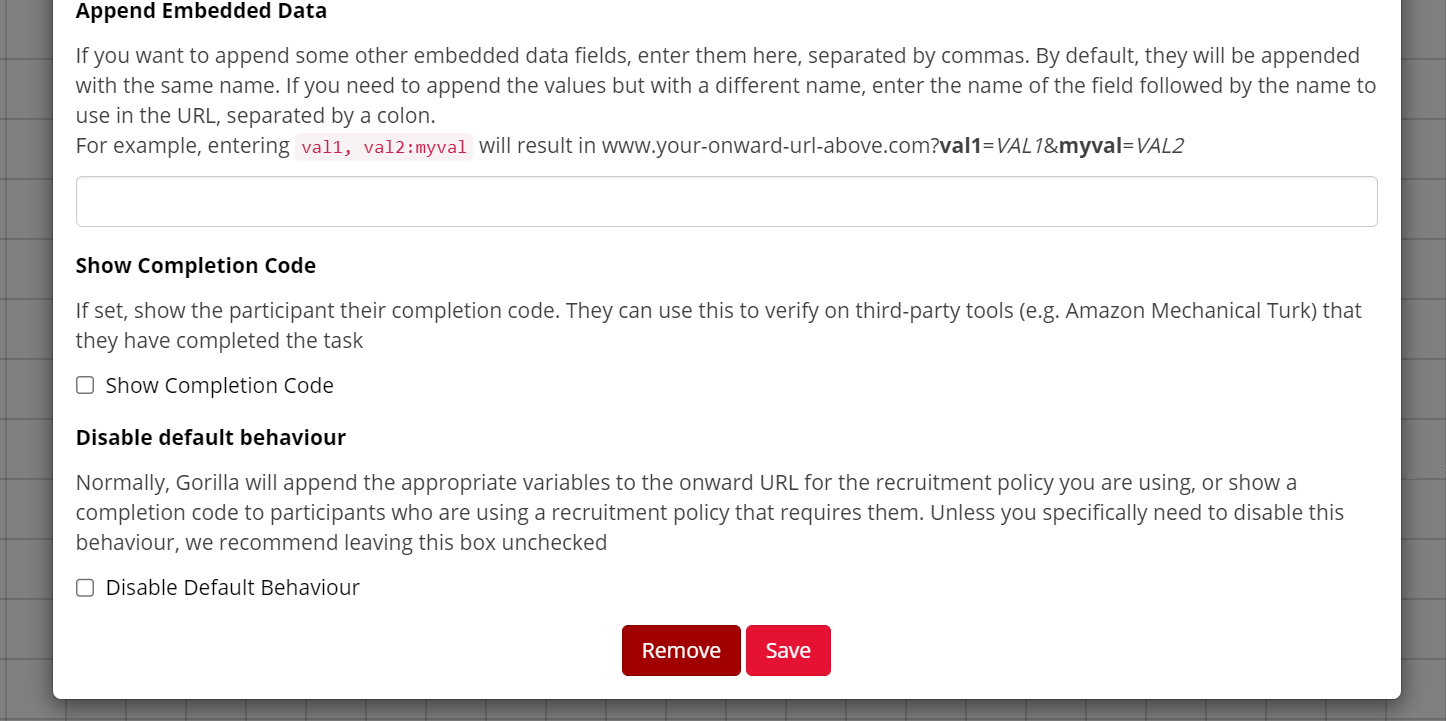 Append Embedded Data
If you want to append some other embedded data fields, enter them here, separated by commas. By default, they will be appended
with the same name. If you need to append the values but with a different name, enter the name of the field followed by the name to
use in the URL, separated by a colon.
For example, entering val1, val2:myval will result in www.your-onward-url-above.com?val1=VAL1&myval=VAL2
Show Completion Code
If set, show the participant their completion code. They can use this to verify on third-party tools (e.g. Amazon Mechanical Turk) that
they have completed the task
Show Completion Code
Disable default behaviour
Normally, Gorilla will append the appropriate variables to the onward URL for the recruitment policy you are using, or show a
completion code to participants who are using a recruitment policy that requires them. Unless you specifically need to disable this
behaviour, we recommend leaving this box unchecked
Disable Default Behaviour
Remove Save